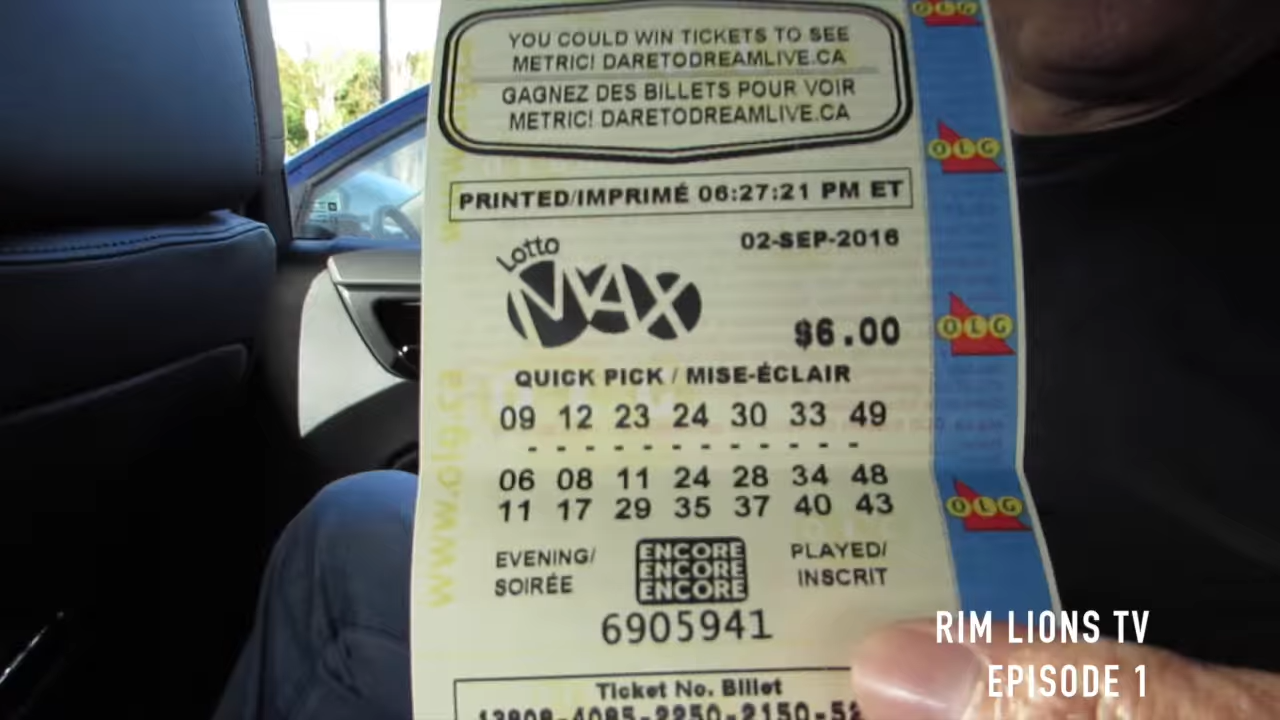 OLG
YOU COULD WIN TICKETS TO SEE
METRIC! DARETODREAMLIVE.CA
GAGNEZ DES BILLETS POUR VOIR
METRIC! DARETODREAMLIVE.CA
OLG
PRINTED/IMPRIMÉ 06:27:21 PM ET
02-SEP-2016
Lotto
MAX
$6.00
OLG
QUICK PICK / MISE-ÉCLAIR
09 12 23 24 30 33 49
- - - - - - - - - - - -
06 08 11 24 28 34 48
11 17 29 35 37 40 43
OLG
www.olg.ca
EVENING/
SOIRÉE
ENCORE
ENCORE
ENCORE
PLAYED/
INSCRIT
6905941
Ticket No. Billet
RIM LIONS TV
EPISODE 1